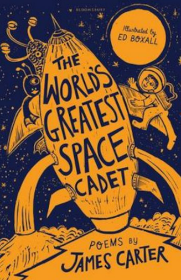 BLOOMSBURY
Illustrated by
ED BOXALL
THE
WORLD'S
GREATEST
SPACE
CADET
POEMS BY
JAMES CARTER